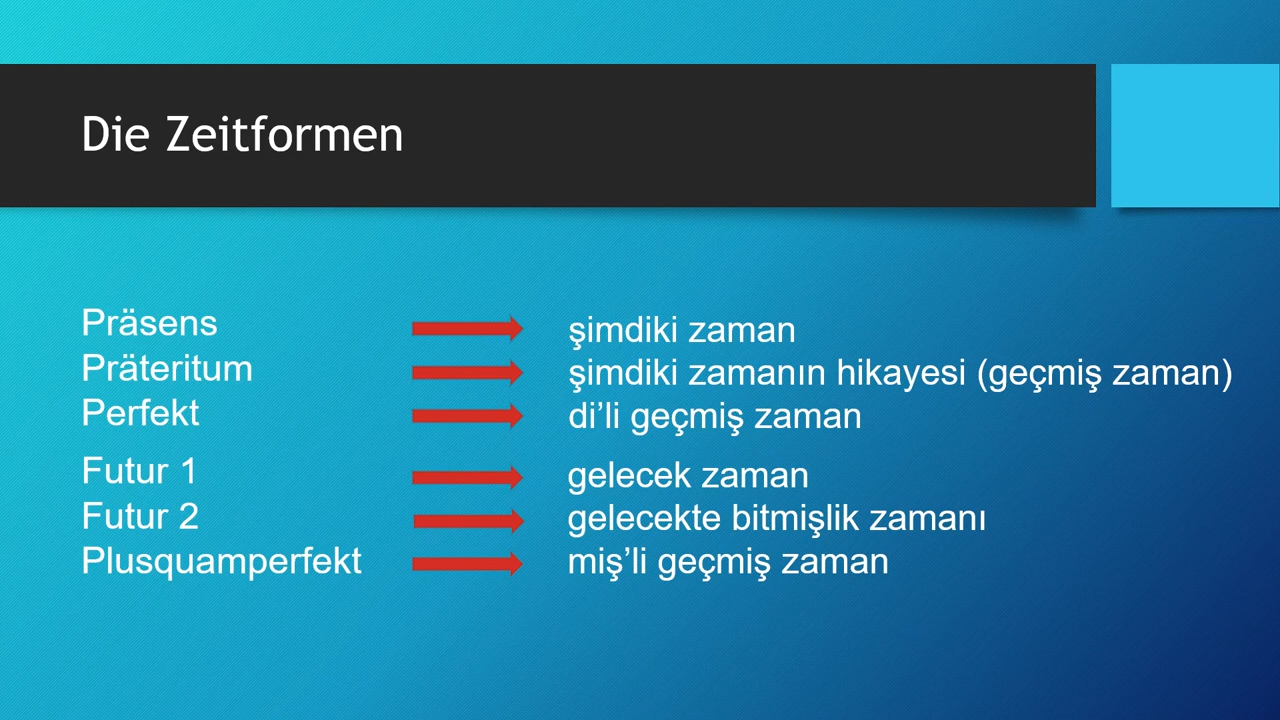 Die Zeitformen
Präsens şimdiki zaman
Präteritum şimdiki zamanın hikayesi (geçmiş zaman)
Perfekt di’li geçmiş zaman
Futur 1 gelecek zaman
Futur 2 gelecekte bitmişlik zamanı
Plusquamperfekt miş’li geçmiş zaman